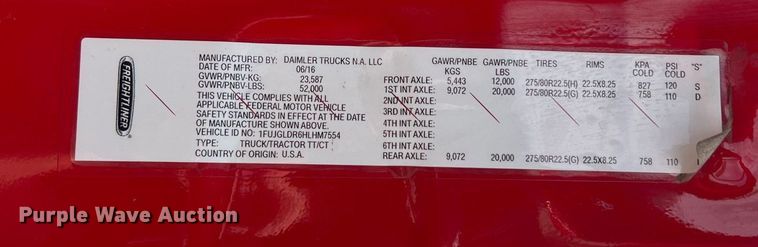 FREIGHTLINER
MANUFACTURED BY: DAIMLER TRUCKS N.A. LLC
DATE OF MFR: 06/16
GVWR/PNBV-KG: 23,587
GVWR/PNBV-LBS: 52,000
THIS VEHICLE COMPLIES WITH ALL
APPLICABLE FEDERAL MOTOR VEHICLE
SAFETY STANDARDS IN EFFECT AT THE DATE
OF MANUFACTURE SHOWN ABOVE.
VEHICLE ID NO: 1FUJGLDR6HLHM7554
TYPE: TRUCK/TRACTOR TT/CT
COUNTRY OF ORIGIN: U.S.A.
GAWR/PNBE KGS GAWR/PNBE LBS TIRES RIMS KPA COLD PSI COLD "S"
FRONT AXLE: 5,443 12,000 275/80R22.5(H) 22.5X8.25 827 120 S
1ST INT AXLE: 9,072 20,000 275/80R22.5(G) 22.5X8.25 758 110 D
2ND INT AXLE:
3RD INT AXLE:
4TH INT AXLE:
5TH INT AXLE:
6TH INT AXLE:
REAR AXLE: 9,072 20,000 275/80R22.5(G) 22.5X8.25 758 110 I
Purple Wave Auction